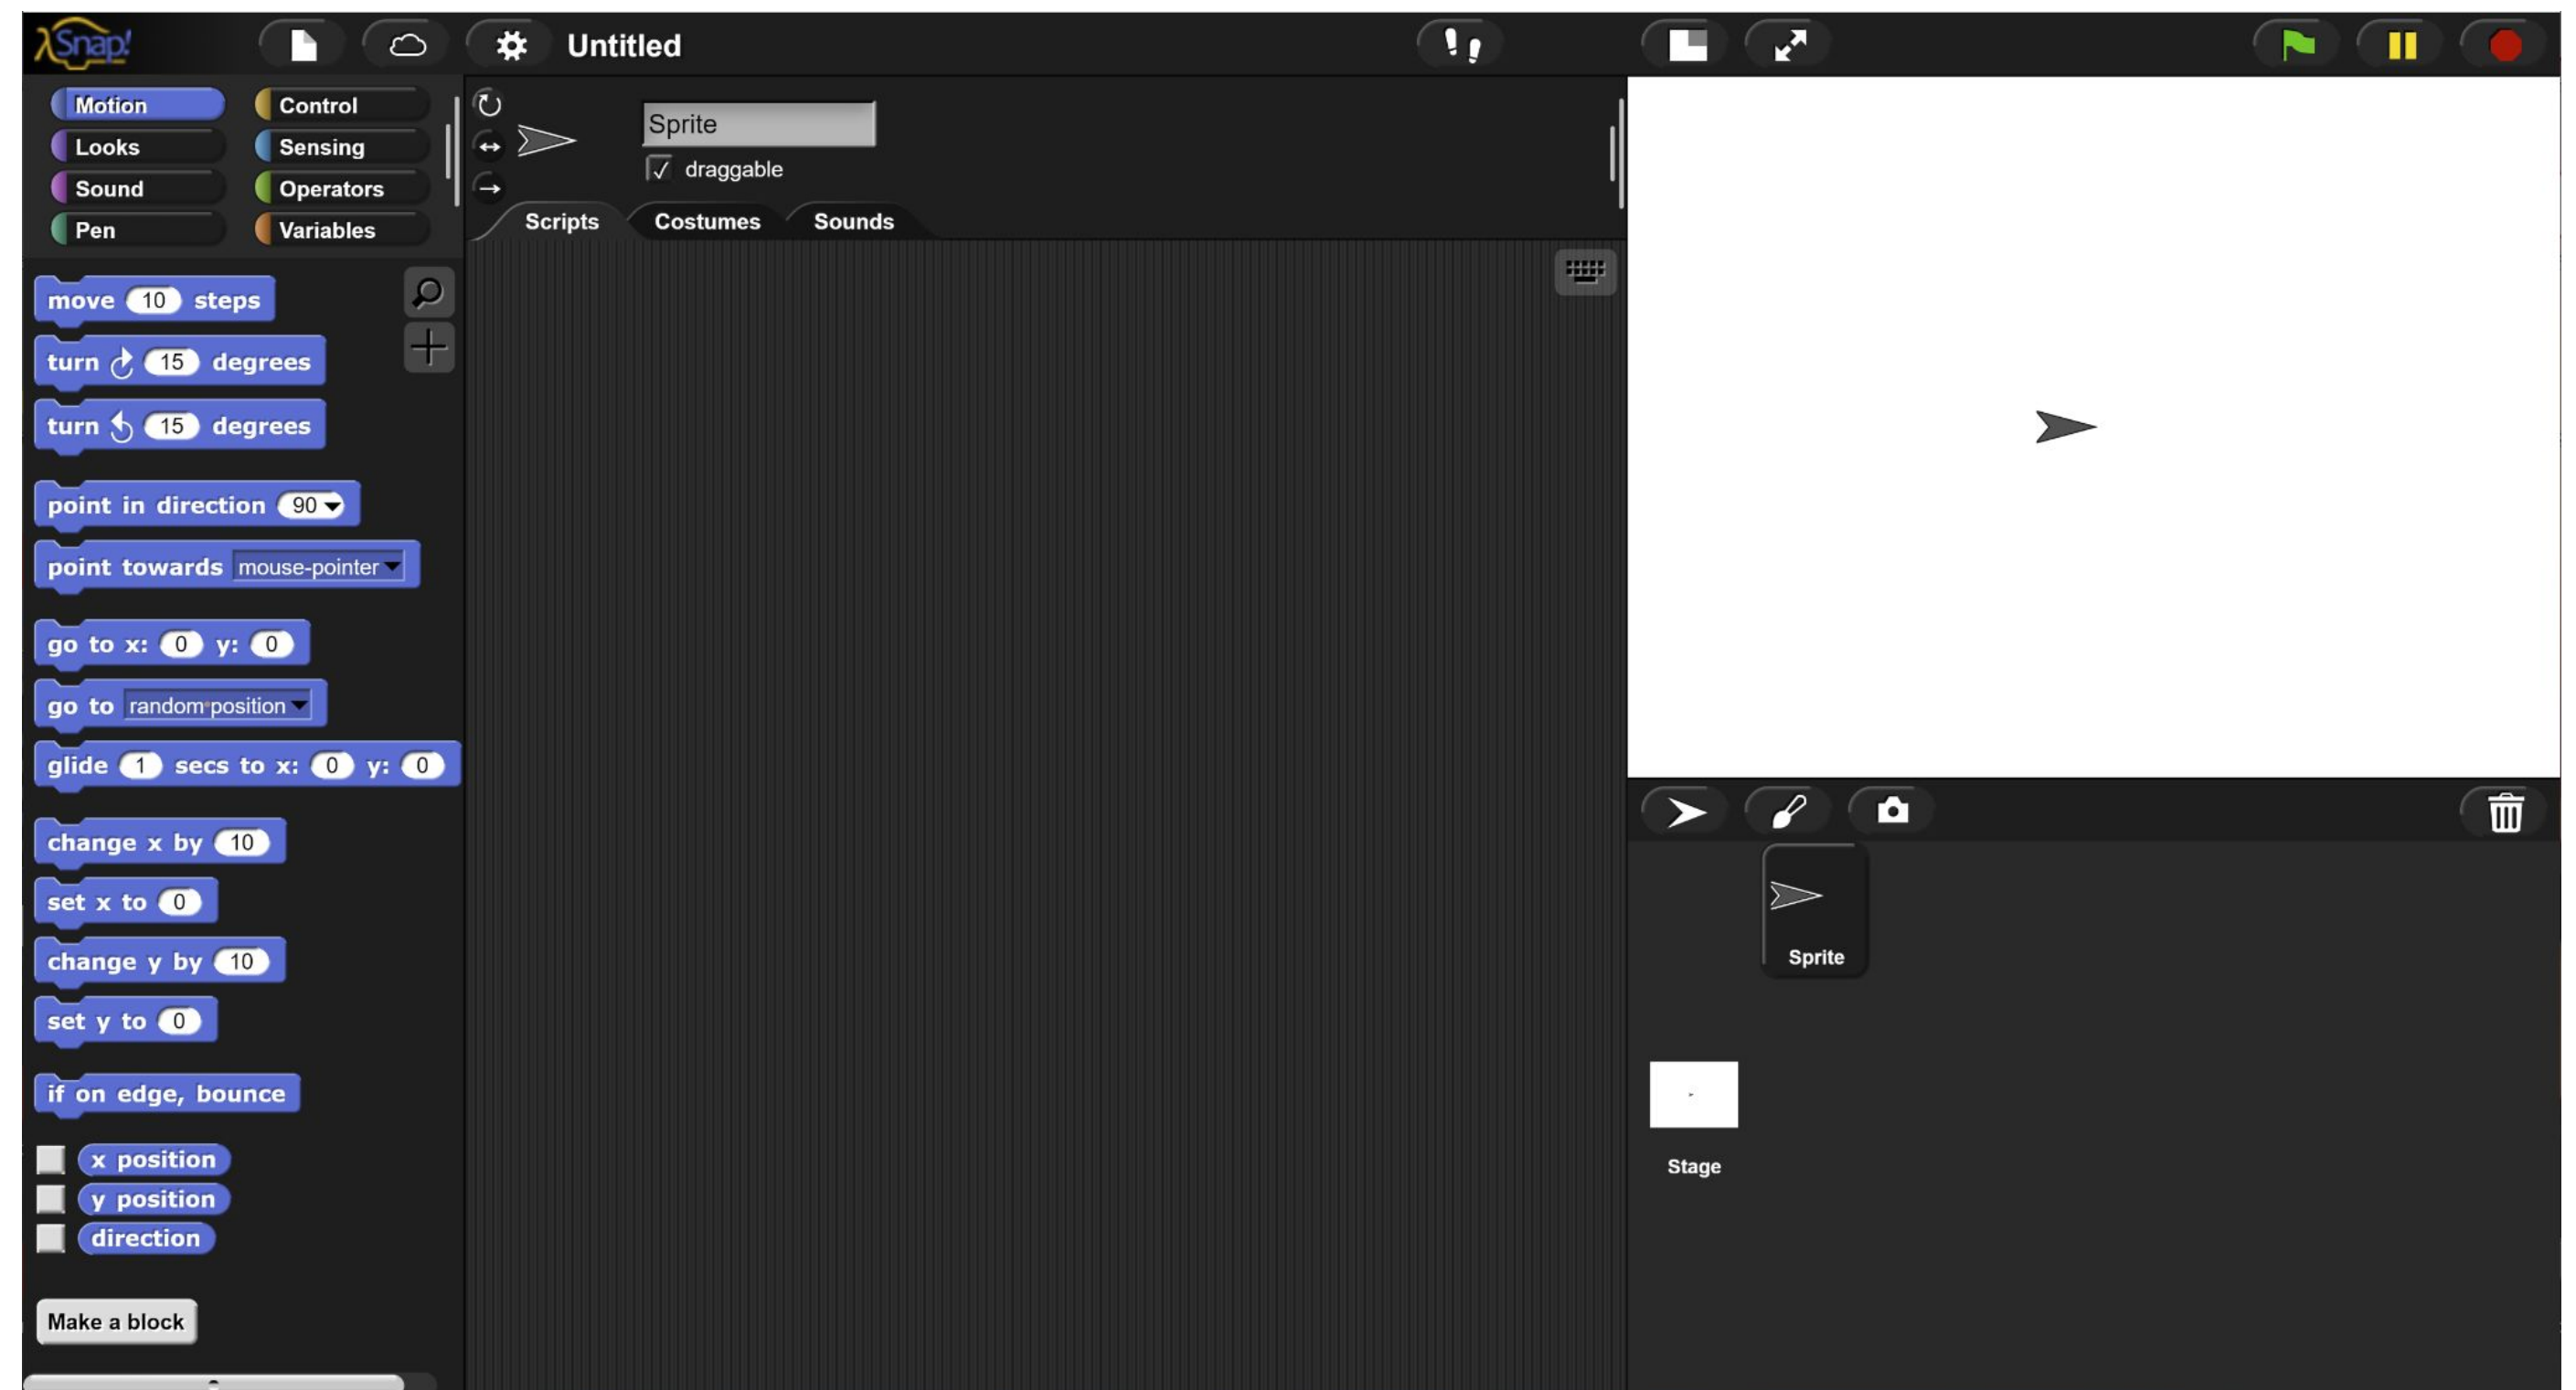 λSnap!
Untitled
Motion
Control
Looks
Sensing
Sound
Operators
Pen
Variables
move 10 steps
turn 15 degrees
turn 15 degrees
point in direction 90
point towards mouse-pointer
go to x: 0 y: 0
go to random position
glide 1 secs to x: 0 y: 0
change x by 10
set x to 0
change y by 10
set y to 0
if on edge, bounce
x position
y position
direction
Make a block
Sprite
draggable
Scripts
Costumes
Sounds
Sprite
Stage